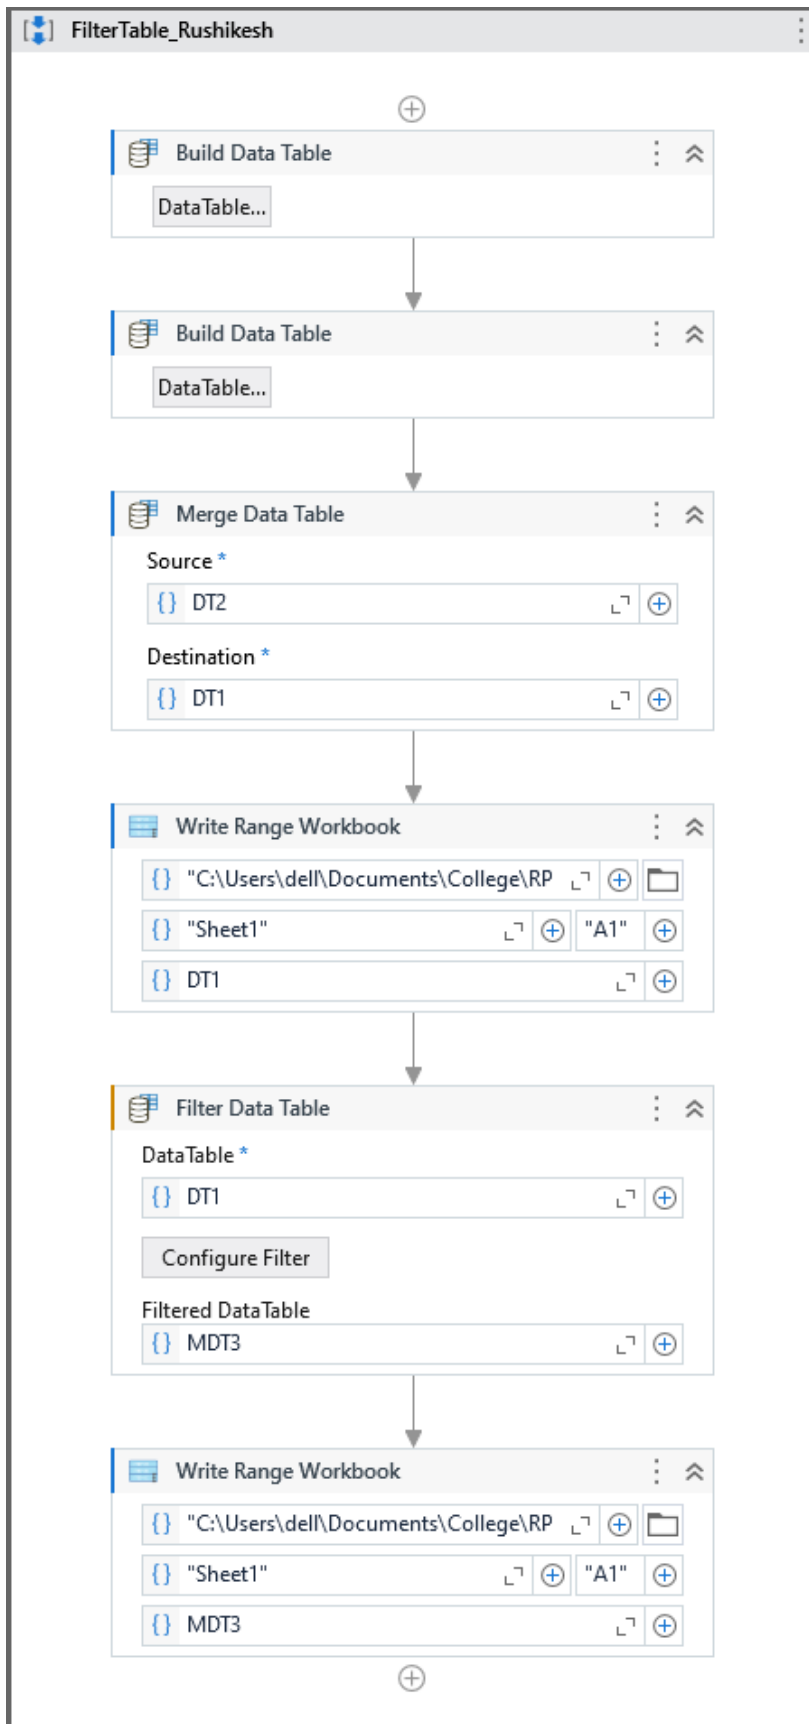 FilterTable_Rushikesh
Build Data Table
DataTable...
Build Data Table
DataTable...
Merge Data Table
Source *
{} DT2
Destination *
{} DT1
Write Range Workbook
{} "C:\Users\dell\Documents\College\RP
{} "Sheet1" "A1"
{} DT1
Filter Data Table
DataTable *
{} DT1
Configure Filter
Filtered DataTable
{} MDT3
Write Range Workbook
{} "C:\Users\dell\Documents\College\RP
{} "Sheet1" "A1"
{} MDT3